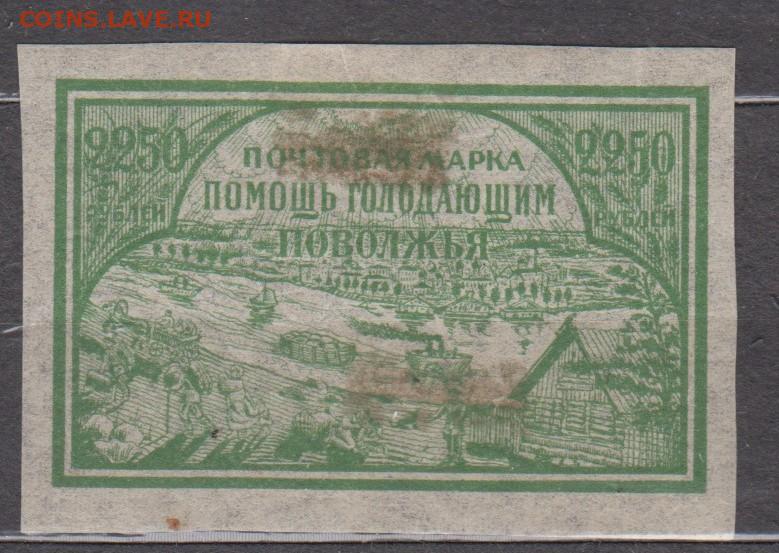 COINS.LAVE.RU
2250 ПОЧТОВАЯ МАРКА 2250
РУБЛЕЙ ПОМОЩЬ ГОЛОДАЮЩИМ РУБЛЕЙ
ПОВОЛЖЬЯ